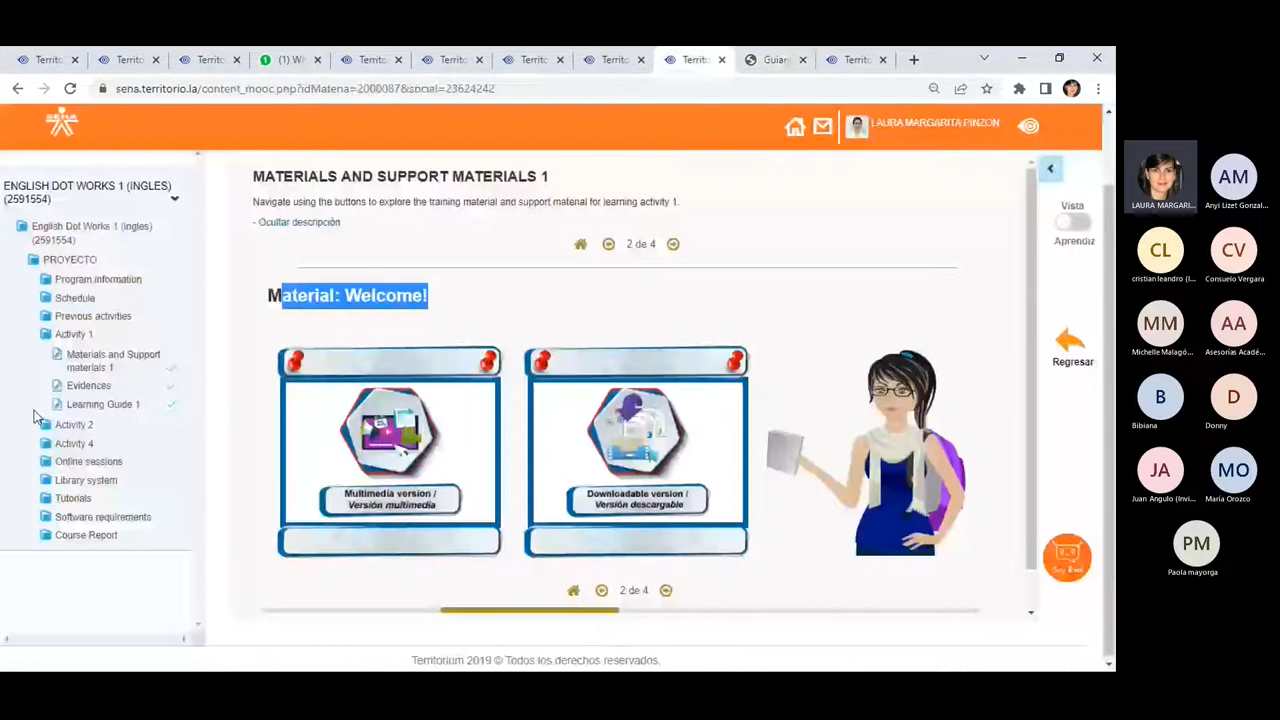 Territo
Territo
Territo
(1) W
Territo
Territo
Territo
Territo
Territo
Guian
Territo
sena.territorio.la/content_mooc.php?idMateria=2000087&social=23624242
SENA
LAURA MARGARITA PINZON
ENGLISH DOT WORKS 1 (INGLES)
(2591554)
English Dot Works 1 (ingles)
(2591554)
PROYECTO
Program information
Schedule
Previous activities
Activity 1
Materials and Support
materials 1
Evidences
Learning Guide 1
Activity 2
Activity 4
Online sessions
Library system
Tutorials
Software requirements
Course Report
MATERIALS AND SUPPORT MATERIALS 1
Navigate using the buttons to explore the training material and support material for learning activity 1.
- Ocultar descripción
2 de 4
Material: Welcome!
Multimedia version /
Versión multimedia
Downloadable version /
Versión descargable
2 de 4
Vista
Aprendiz
Regresar
Territorium 2019 © Todos los derechos reservados.
LAURA MARGARI...
AM
Anyi Lizet Gonzal...
CL
cristian leandro (I...
CV
Consuelo Vergara
MM
Michelle Malagó...
AA
Asesorías Acadé...
B
Bibiana
D
Donny
JA
Juan Angulo (Invi...
MO
María Orozco
PM
Paola mayorga